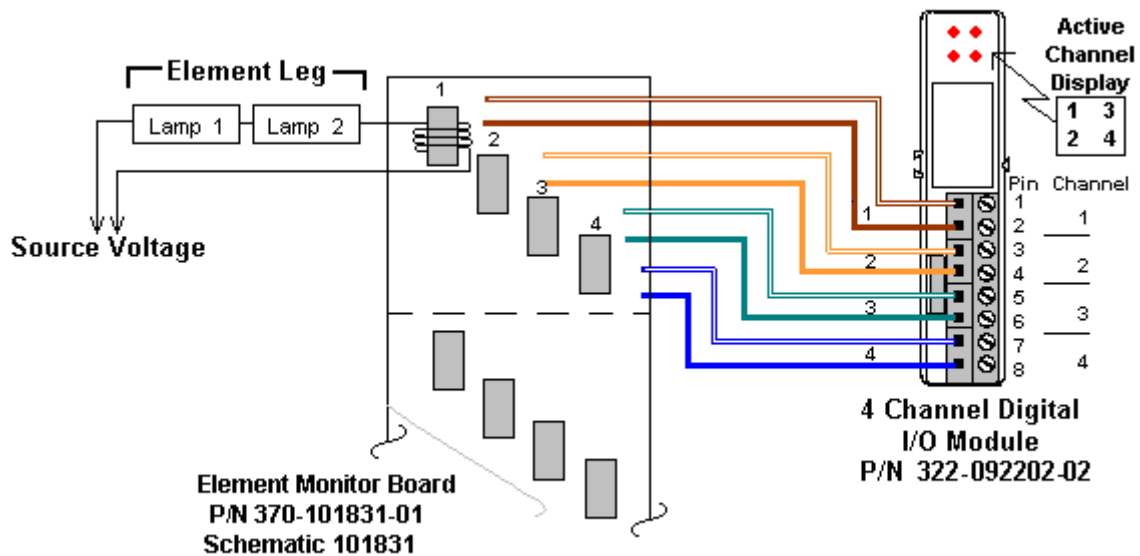 Element Leg
Lamp 1
Lamp 2
Source Voltage
1
2
3
4
1
2
3
4
Active
Channel
Display
1 3
2 4
Pin Channel
1
2
3
4
5
6
7
8
1
2
3
4
Element Monitor Board
P/N 370-101831-01
Schematic 101831
4 Channel Digital
I/O Module
P/N 322-092202-02